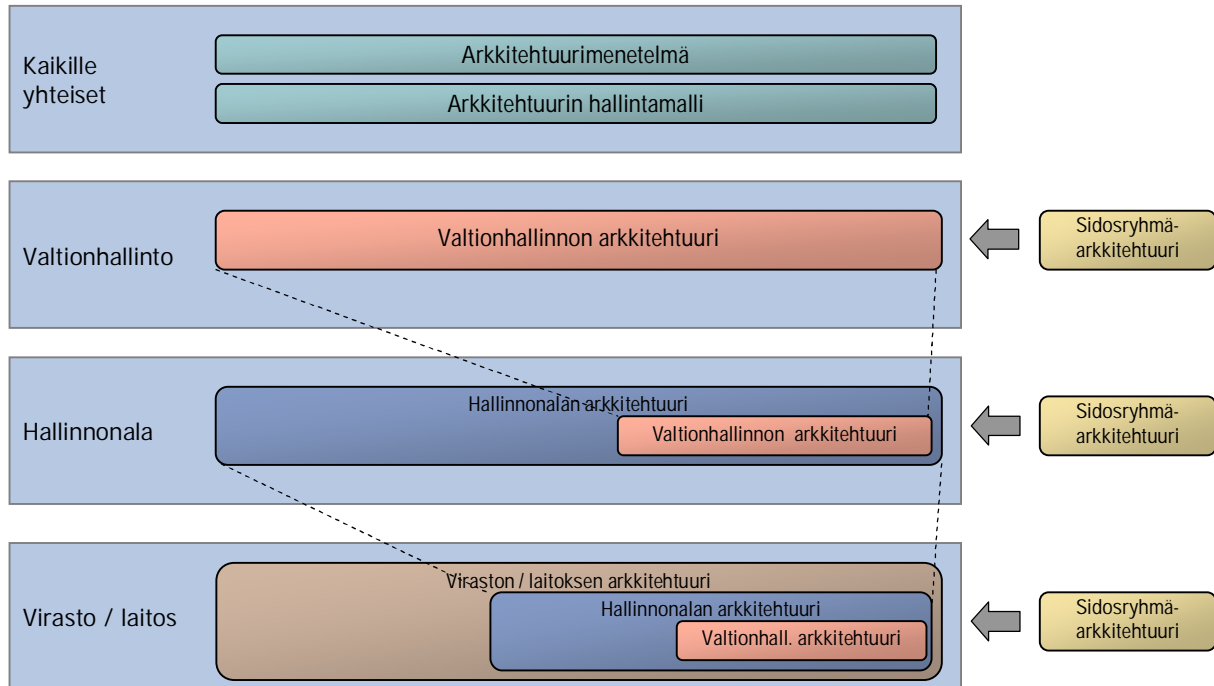 Kaikille
yhteiset
Arkkitehtuurimenetelmä
Arkkitehtuurin hallintamalli
Valtionhallinto
Valtionhallinnon arkkitehtuuri
Sidosryhmä-
arkkitehtuuri
Hallinnonala
Hallinnonalan arkkitehtuuri
Valtionhallinnon arkkitehtuuri
Sidosryhmä-
arkkitehtuuri
Virasto / laitos
Viraston / laitoksen arkkitehtuuri
Hallinnonalan arkkitehtuuri
Valtionhall. arkkitehtuuri
Sidosryhmä-
arkkitehtuuri